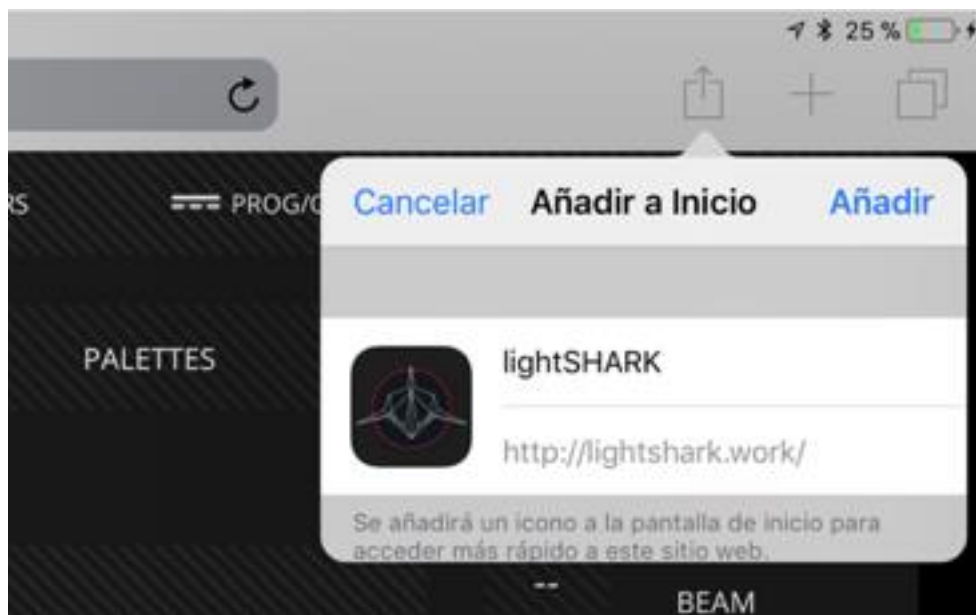 25 %
RS
PROG/C
Cancelar
Añadir a Inicio
Añadir
PALETTES
lightSHARK
http://lightshark.work/
Se añadirá un icono a la pantalla de inicio para
acceder más rápido a este sitio web.
--
BEAM